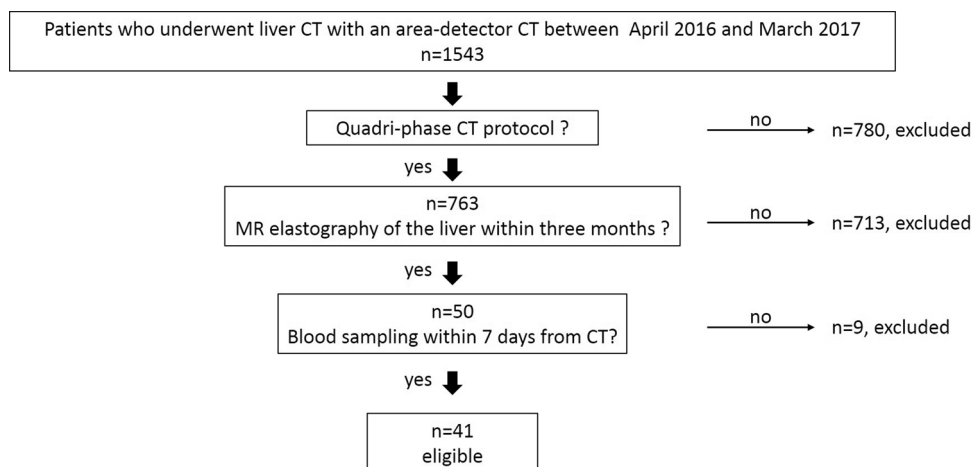 Patients who underwent liver CT with an area-detector CT between April 2016 and March 2017
n=1543
Quadri-phase CT protocol ?
no
n=780, excluded
yes
n=763
MR elastography of the liver within three months ?
no
n=713, excluded
yes
n=50
Blood sampling within 7 days from CT?
no
n=9, excluded
yes
n=41
eligible